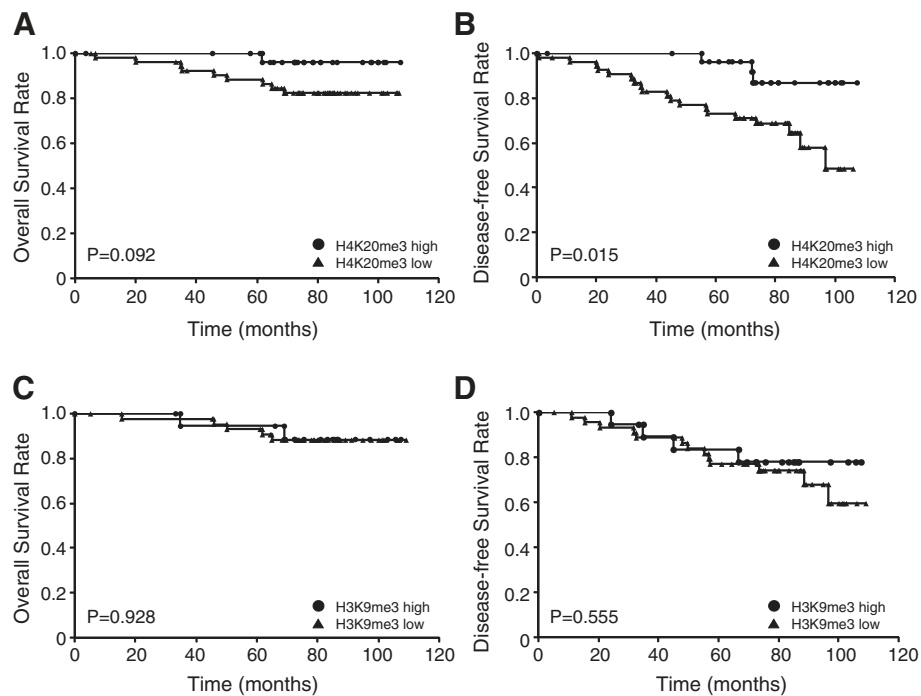 A
Overall Survival Rate
1.0
0.8
0.6
0.4
0.2
0
P=0.092
H4K20me3 high
H4K20me3 low
0 20 40 60 80 100 120
Time (months)
B
Disease-free Survival Rate
1.0
0.8
0.6
0.4
0.2
0
P=0.015
H4K20me3 high
H4K20me3 low
0 20 40 60 80 100 120
Time (months)
C
Overall Survival Rate
1.0
0.8
0.6
0.4
0.2
0
P=0.928
H3K9me3 high
H3K9me3 low
0 20 40 60 80 100 120
Time (months)
D
Disease-free Survival Rate
1.0
0.8
0.6
0.4
0.2
0
P=0.555
H3K9me3 high
H3K9me3 low
0 20 40 60 80 100 120
Time (months)